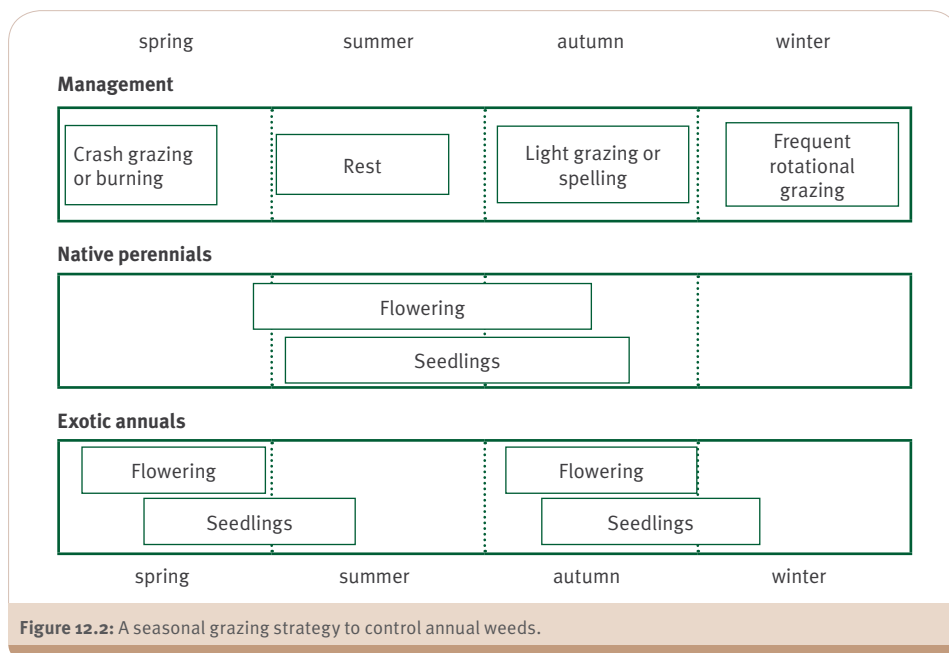 spring summer autumn winter
Management
Crash grazing
or burning
Rest
Light grazing or
spelling
Frequent
rotational
grazing
Native perennials
Flowering
Seedlings
Exotic annuals
Flowering Flowering
Seedlings Seedlings
spring summer autumn winter
Figure 12.2: A seasonal grazing strategy to control annual weeds.